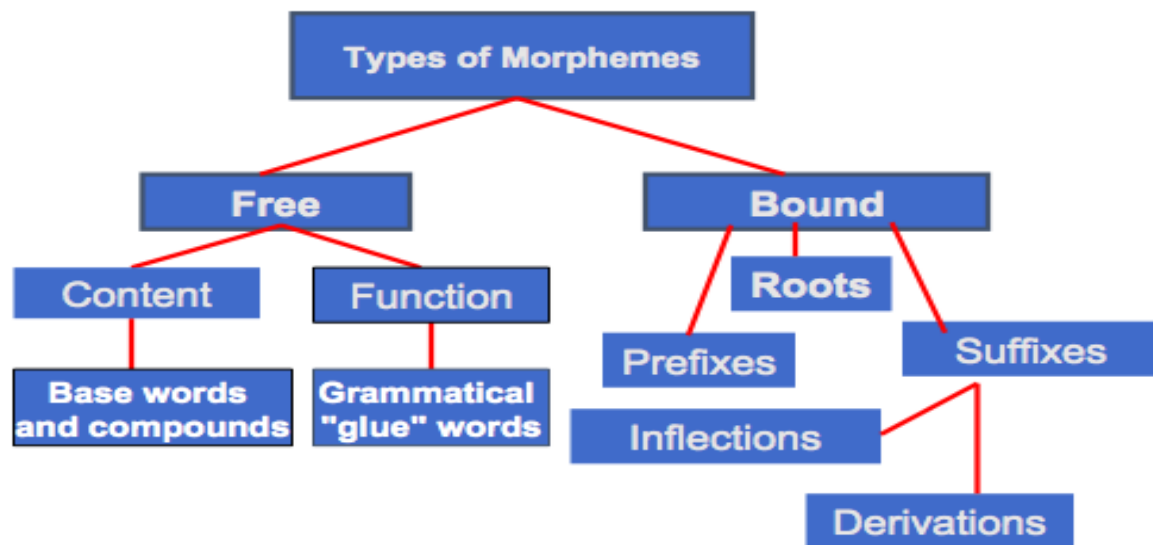 Types of Morphemes
Free
Bound
Content
Function
Roots
Prefixes
Suffixes
Base words
and compounds
Grammatical
"glue" words
Inflections
Derivations